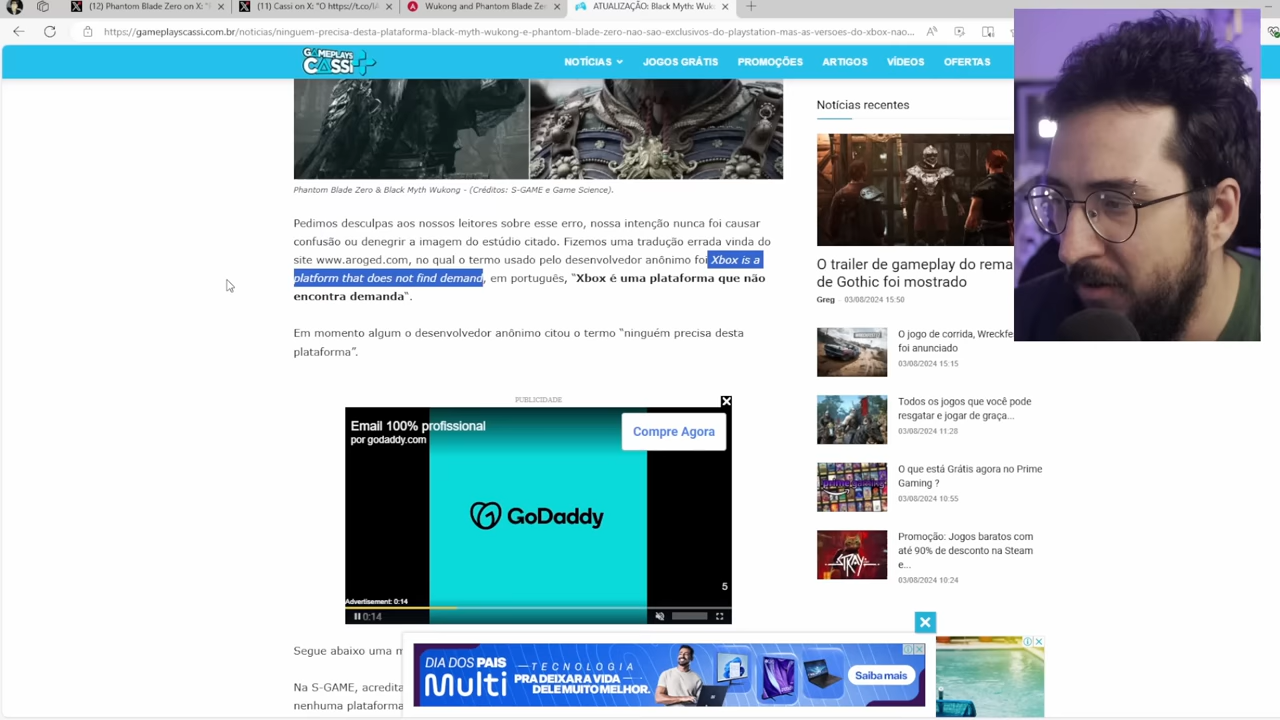 (12) Phantom Blade Zero on X: "I
(11) Cassi on X: "O https://t.co/IA
Wukong and Phantom Blade Zero
ATUALIZAÇÃO: Black Myth: Wuk
https://gameplayscassi.com.br/noticias/ninguem-precisa-desta-plataforma-black-myth-wukong-e-phantom-blade-zero-nao-sao-exclusivos-do-playstation-mas-as-versoes-do-xbox-nao...
GAMEPLAYS CASSI
NOTÍCIAS
JOGOS GRÁTIS
PROMOÇÕES
ARTIGOS
VÍDEOS
OFERTAS
Phantom Blade Zero & Black Myth Wukong - (Créditos: S-GAME e Game Science).
Pedimos desculpas aos nossos leitores sobre esse erro, nossa intenção nunca foi causar
confusão ou denegrir a imagem do estúdio citado. Fizemos uma tradução errada vinda do
site www.aroged.com, no qual o termo usado pelo desenvolvedor anônimo foi Xbox is a
platform that does not find demand, em português, "Xbox é uma plataforma que não
encontra demanda".
Em momento algum o desenvolvedor anônimo citou o termo "ninguém precisa desta
plataforma".
PUBLICIDADE
Email 100% profissional
por godaddy.com
Compre Agora
GoDaddy
5
Advertisement: 0:14
0:14
Segue abaixo uma m
Na S-GAME, acredita
nenhuma plataforma
DIA DOS PAIS
Multi
TECNOLOGIA
PRA DEIXAR A VIDA
DELE MUITO MELHOR.
Saiba mais
Notícias recentes
O trailer de gameplay do rema
de Gothic foi mostrado
Greg - 03/08/2024 15:50
O jogo de corrida, Wreckfe
foi anunciado
03/08/2024 15:15
Todos os jogos que você pode
resgatar e jogar de graça...
03/08/2024 11:28
O que está Grátis agora no Prime
Gaming ?
03/08/2024 10:55
Promoção: Jogos baratos com
até 90% de desconto na Steam
e...
03/08/2024 10:24
STRAY